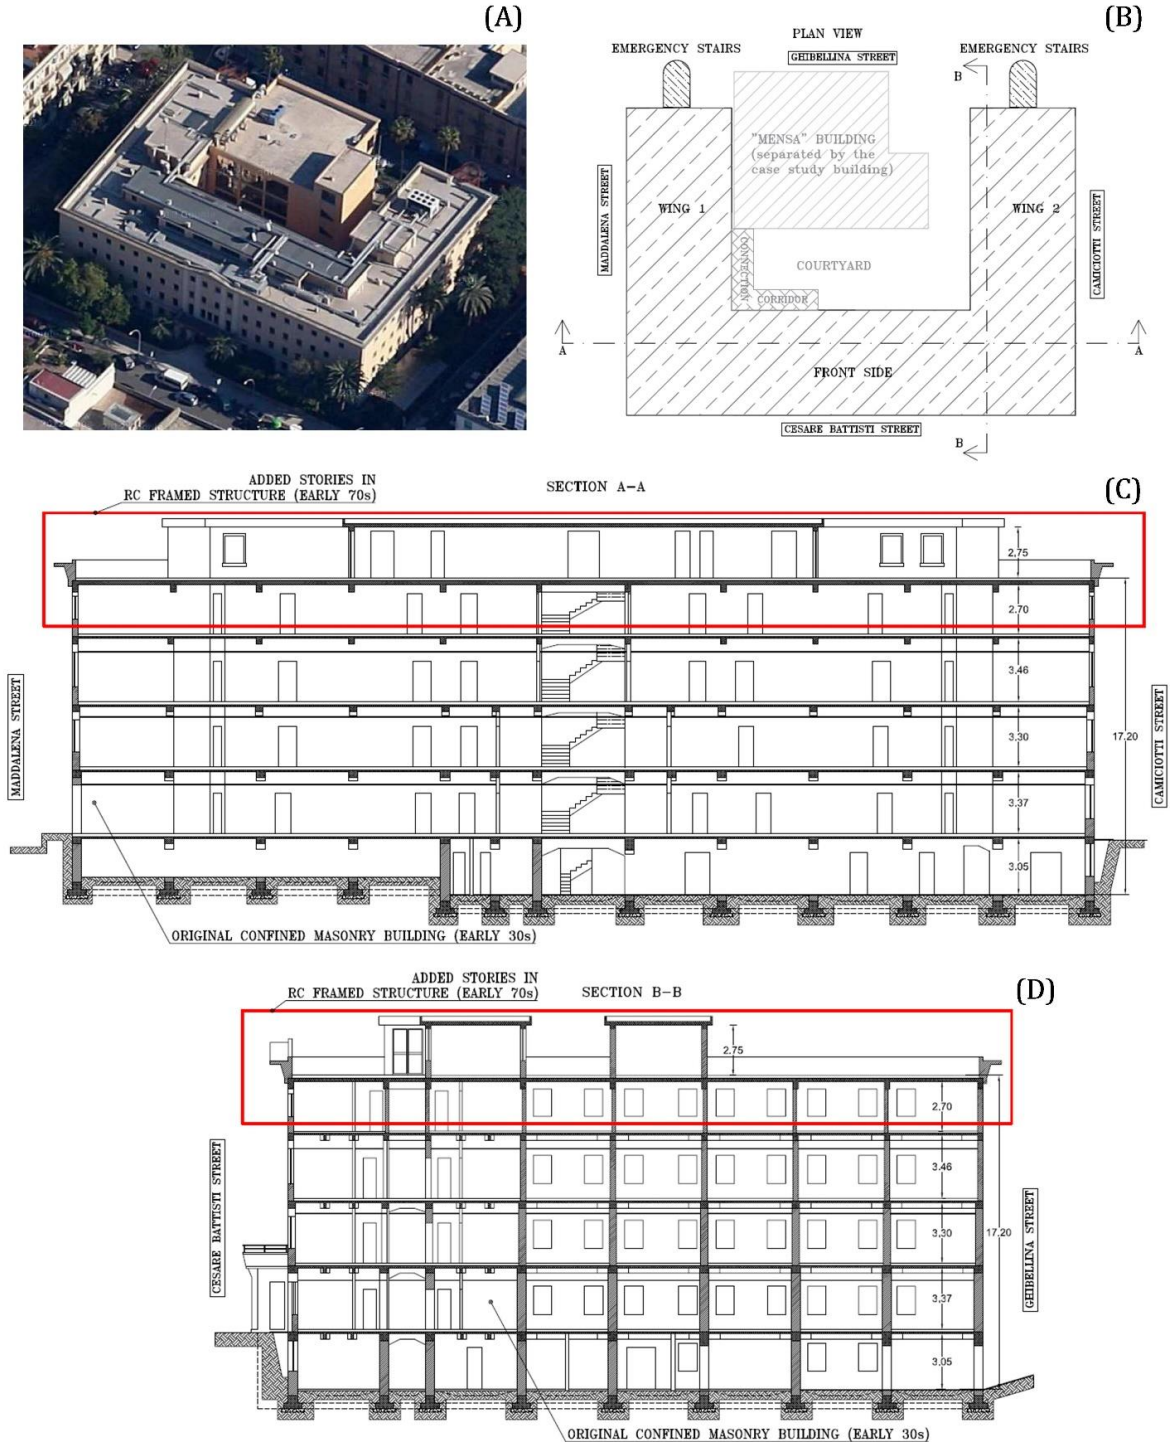 (A)
(B)
PLAN VIEW
GHIBELLINA STREET
EMERGENCY STAIRS
EMERGENCY STAIRS
B
"MENSA" BUILDING
(separated by the
case study building)
MADDALENA STREET
WING 1
WING 2
CAMICIOTTI STREET
CONNECTION
COURTYARD
CORRIDOR
A
A
FRONT SIDE
CESARE BATTISTI STREET
B
(C)
ADDED STORIES IN
RC FRAMED STRUCTURE (EARLY 70s)
SECTION A-A
2.75
2.70
3.46
MADDALENA STREET
3.30
17.20
CAMICIOTTI STREET
3.37
3.05
ORIGINAL CONFINED MASONRY BUILDING (EARLY 30s)
(D)
ADDED STORIES IN
RC FRAMED STRUCTURE (EARLY 70s)
SECTION B-B
2.75
2.70
CESARE BATTISTI STREET
3.46
3.30
17.20
GHIBELLINA STREET
3.37
3.05
ORIGINAL CONFINED MASONRY BUILDING (EARLY 30s)